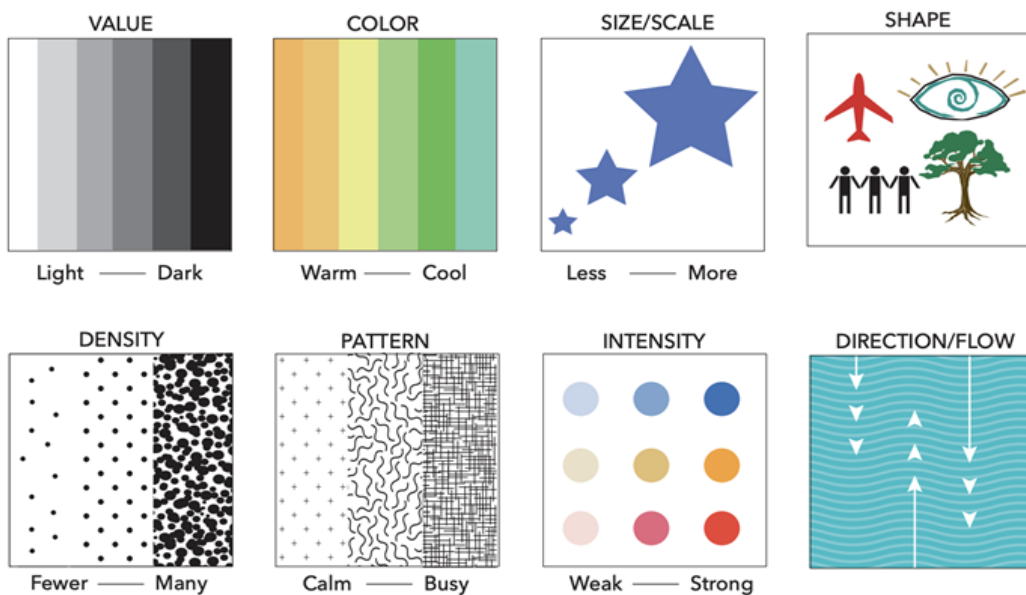 VALUE
COLOR
SIZE/SCALE
SHAPE
Light — Dark
Warm — Cool
Less — More
DENSITY
PATTERN
INTENSITY
DIRECTION/FLOW
Fewer — Many
Calm — Busy
Weak — Strong